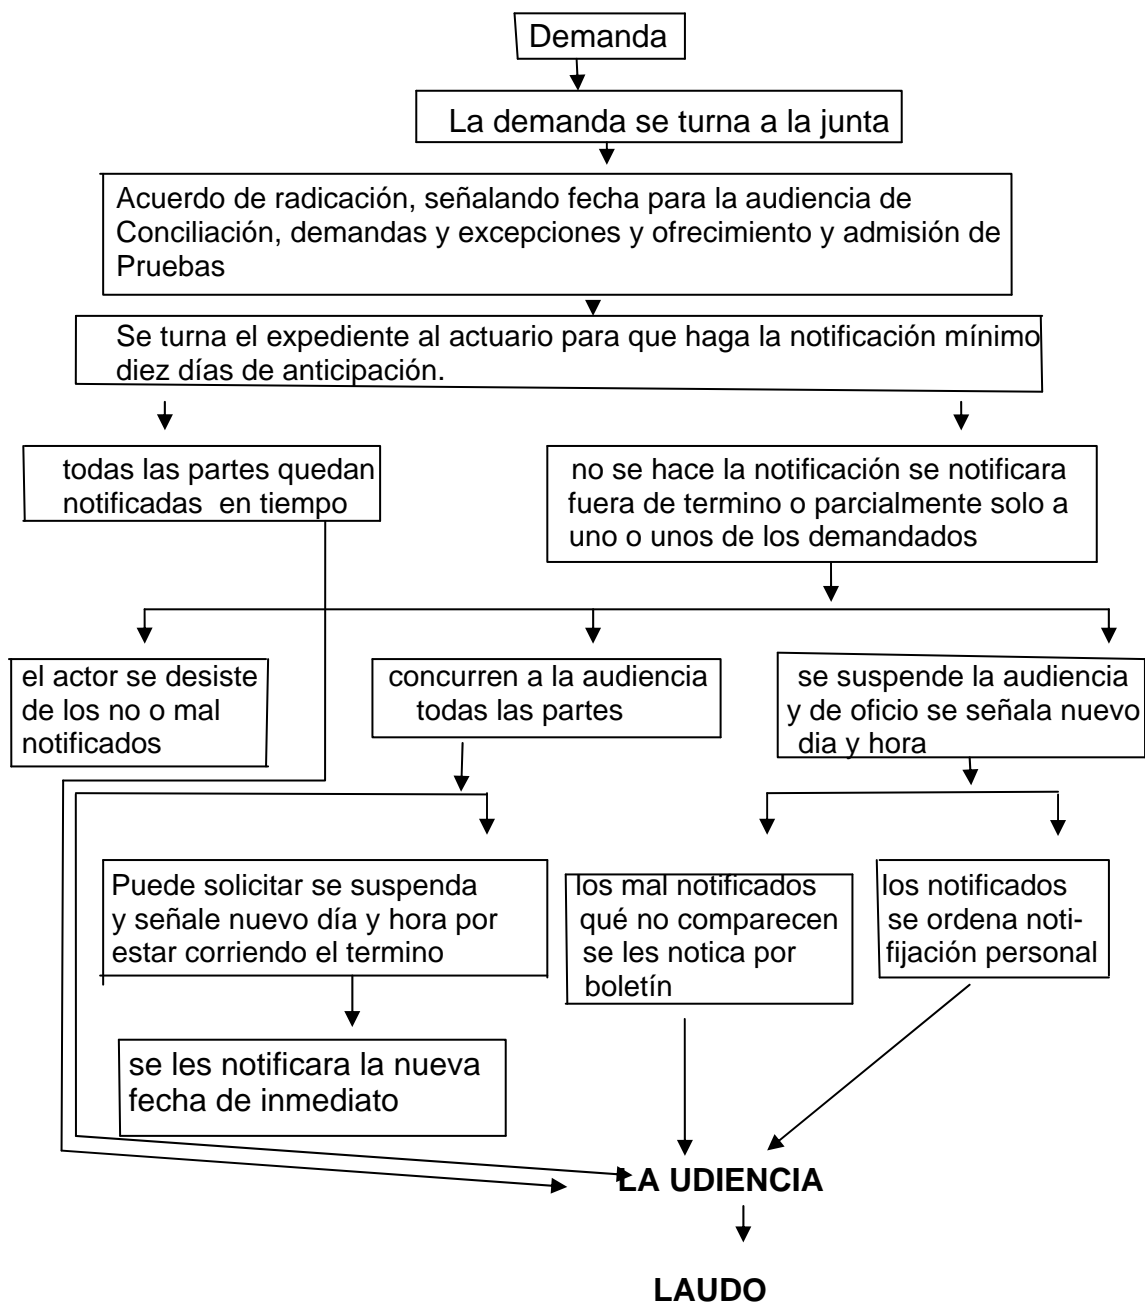 Demanda
La demanda se turna a la junta
Acuerdo de radicación, señalando fecha para la audiencia de
Conciliación, demandas y excepciones y ofrecimiento y admisión de
Pruebas
Se turna el expediente al actuario para que haga la notificación mínimo
diez días de anticipación.
todas las partes quedan
notificadas en tiempo
no se hace la notificación se notificara
fuera de termino o parcialmente solo a
uno o unos de los demandados
el actor se desiste
de los no o mal
notificados
concurren a la audiencia
todas las partes
se suspende la audiencia
y de oficio se señala nuevo
dia y hora
Puede solicitar se suspenda
y señale nuevo día y hora por
estar corriendo el termino
los mal notificados
qué no comparecen
se les notica por
boletín
los notificados
se ordena noti-
fijación personal
se les notificara la nueva
fecha de inmediato
LA UDIENCIA
LAUDO